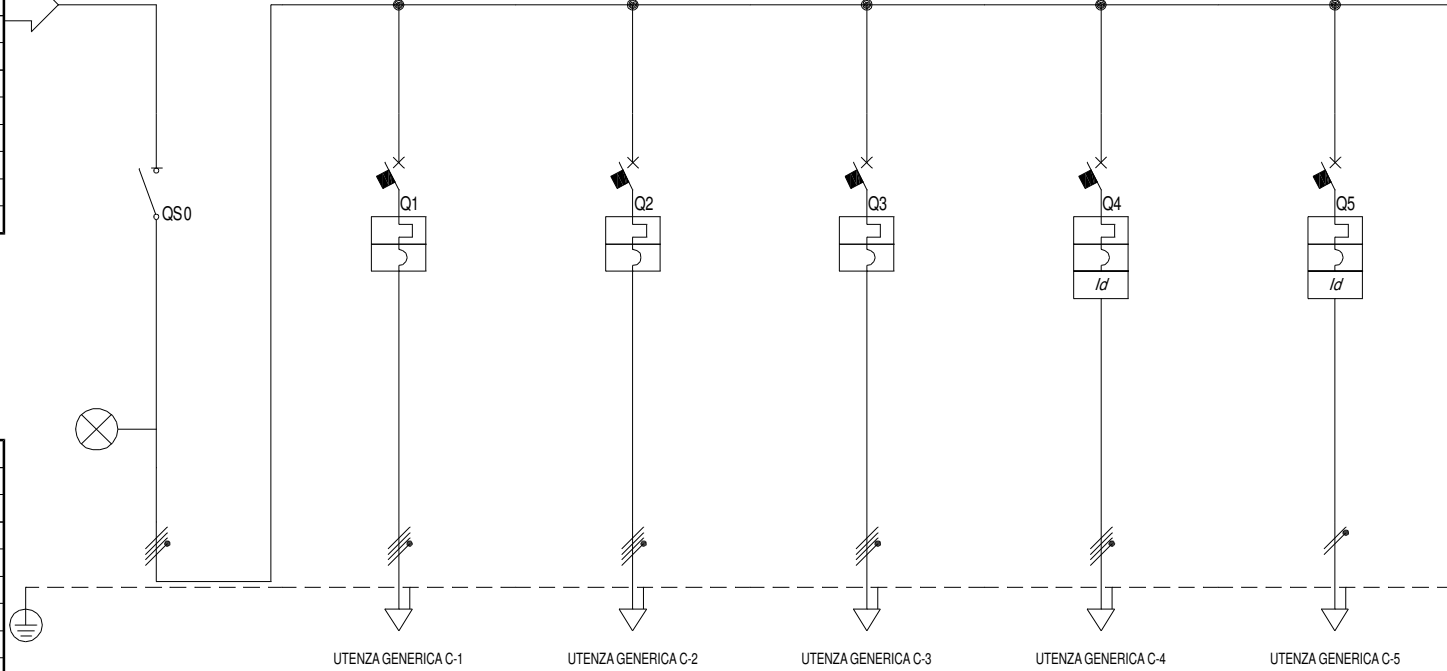 QS0
Q1
Q2
Q3
Q4
Q5
Id
Id
UTENZA GENERICA C-1
UTENZA GENERICA C-2
UTENZA GENERICA C-3
UTENZA GENERICA C-4
UTENZA GENERICA C-5